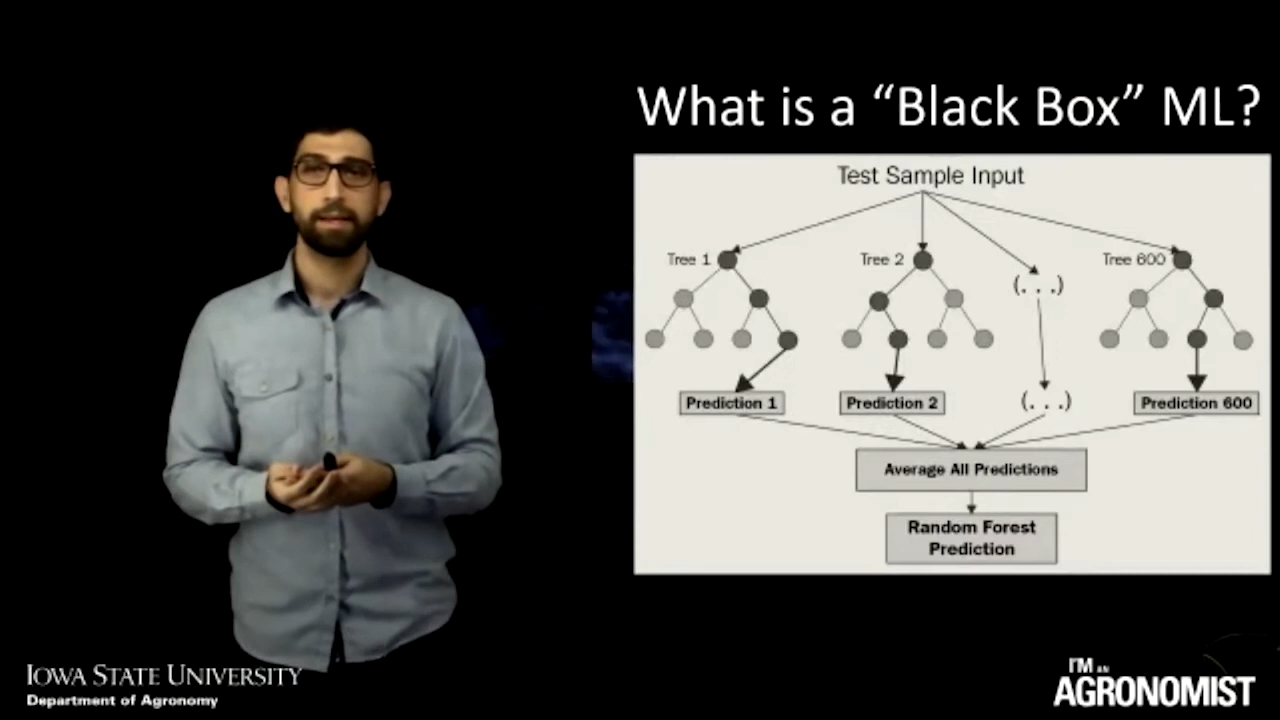 What is a “Black Box” ML?
Test Sample Input
Tree 1
Tree 2
Tree 600
(. . .)
Prediction 1
Prediction 2
(. . .)
Prediction 600
Average All Predictions
Random Forest
Prediction
IOWA STATE UNIVERSITY
Department of Agronomy
I'M AN
AGRONOMIST